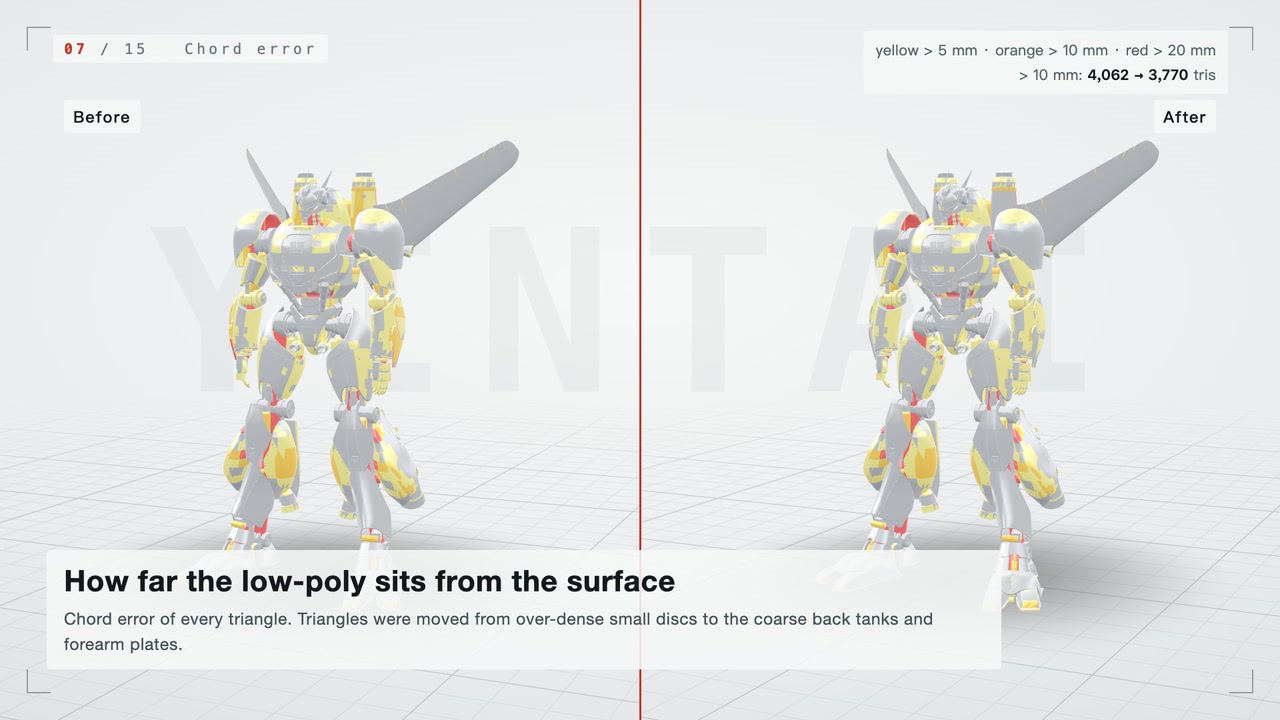 07 / 15 Chord error
yellow > 5 mm · orange > 10 mm · red > 20 mm
> 10 mm: 4,062 → 3,770 tris
Before
After
How far the low-poly sits from the surface
Chord error of every triangle. Triangles were moved from over-dense small discs to the coarse back tanks and
forearm plates.